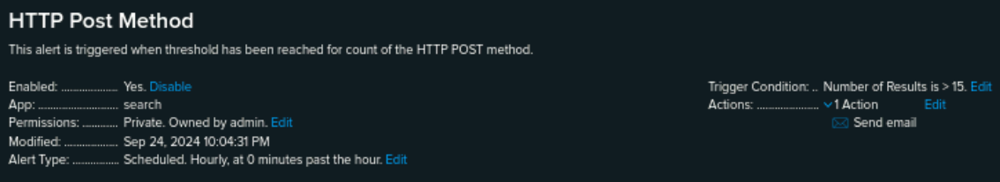 HTTP Post Method
This alert is triggered when threshold has been reached for count of the HTTP POST method.
Enabled: .................. Yes. Disable
App: ........................... search
Permissions: ........... Private. Owned by admin. Edit
Modified: ................. Sep 24, 2024 10:04:31 PM
Alert Type: .............. Scheduled. Hourly, at 0 minutes past the hour. Edit
Trigger Condition: .. Number of Results is > 15. Edit
Actions: .................... 1 Action Edit
Send email